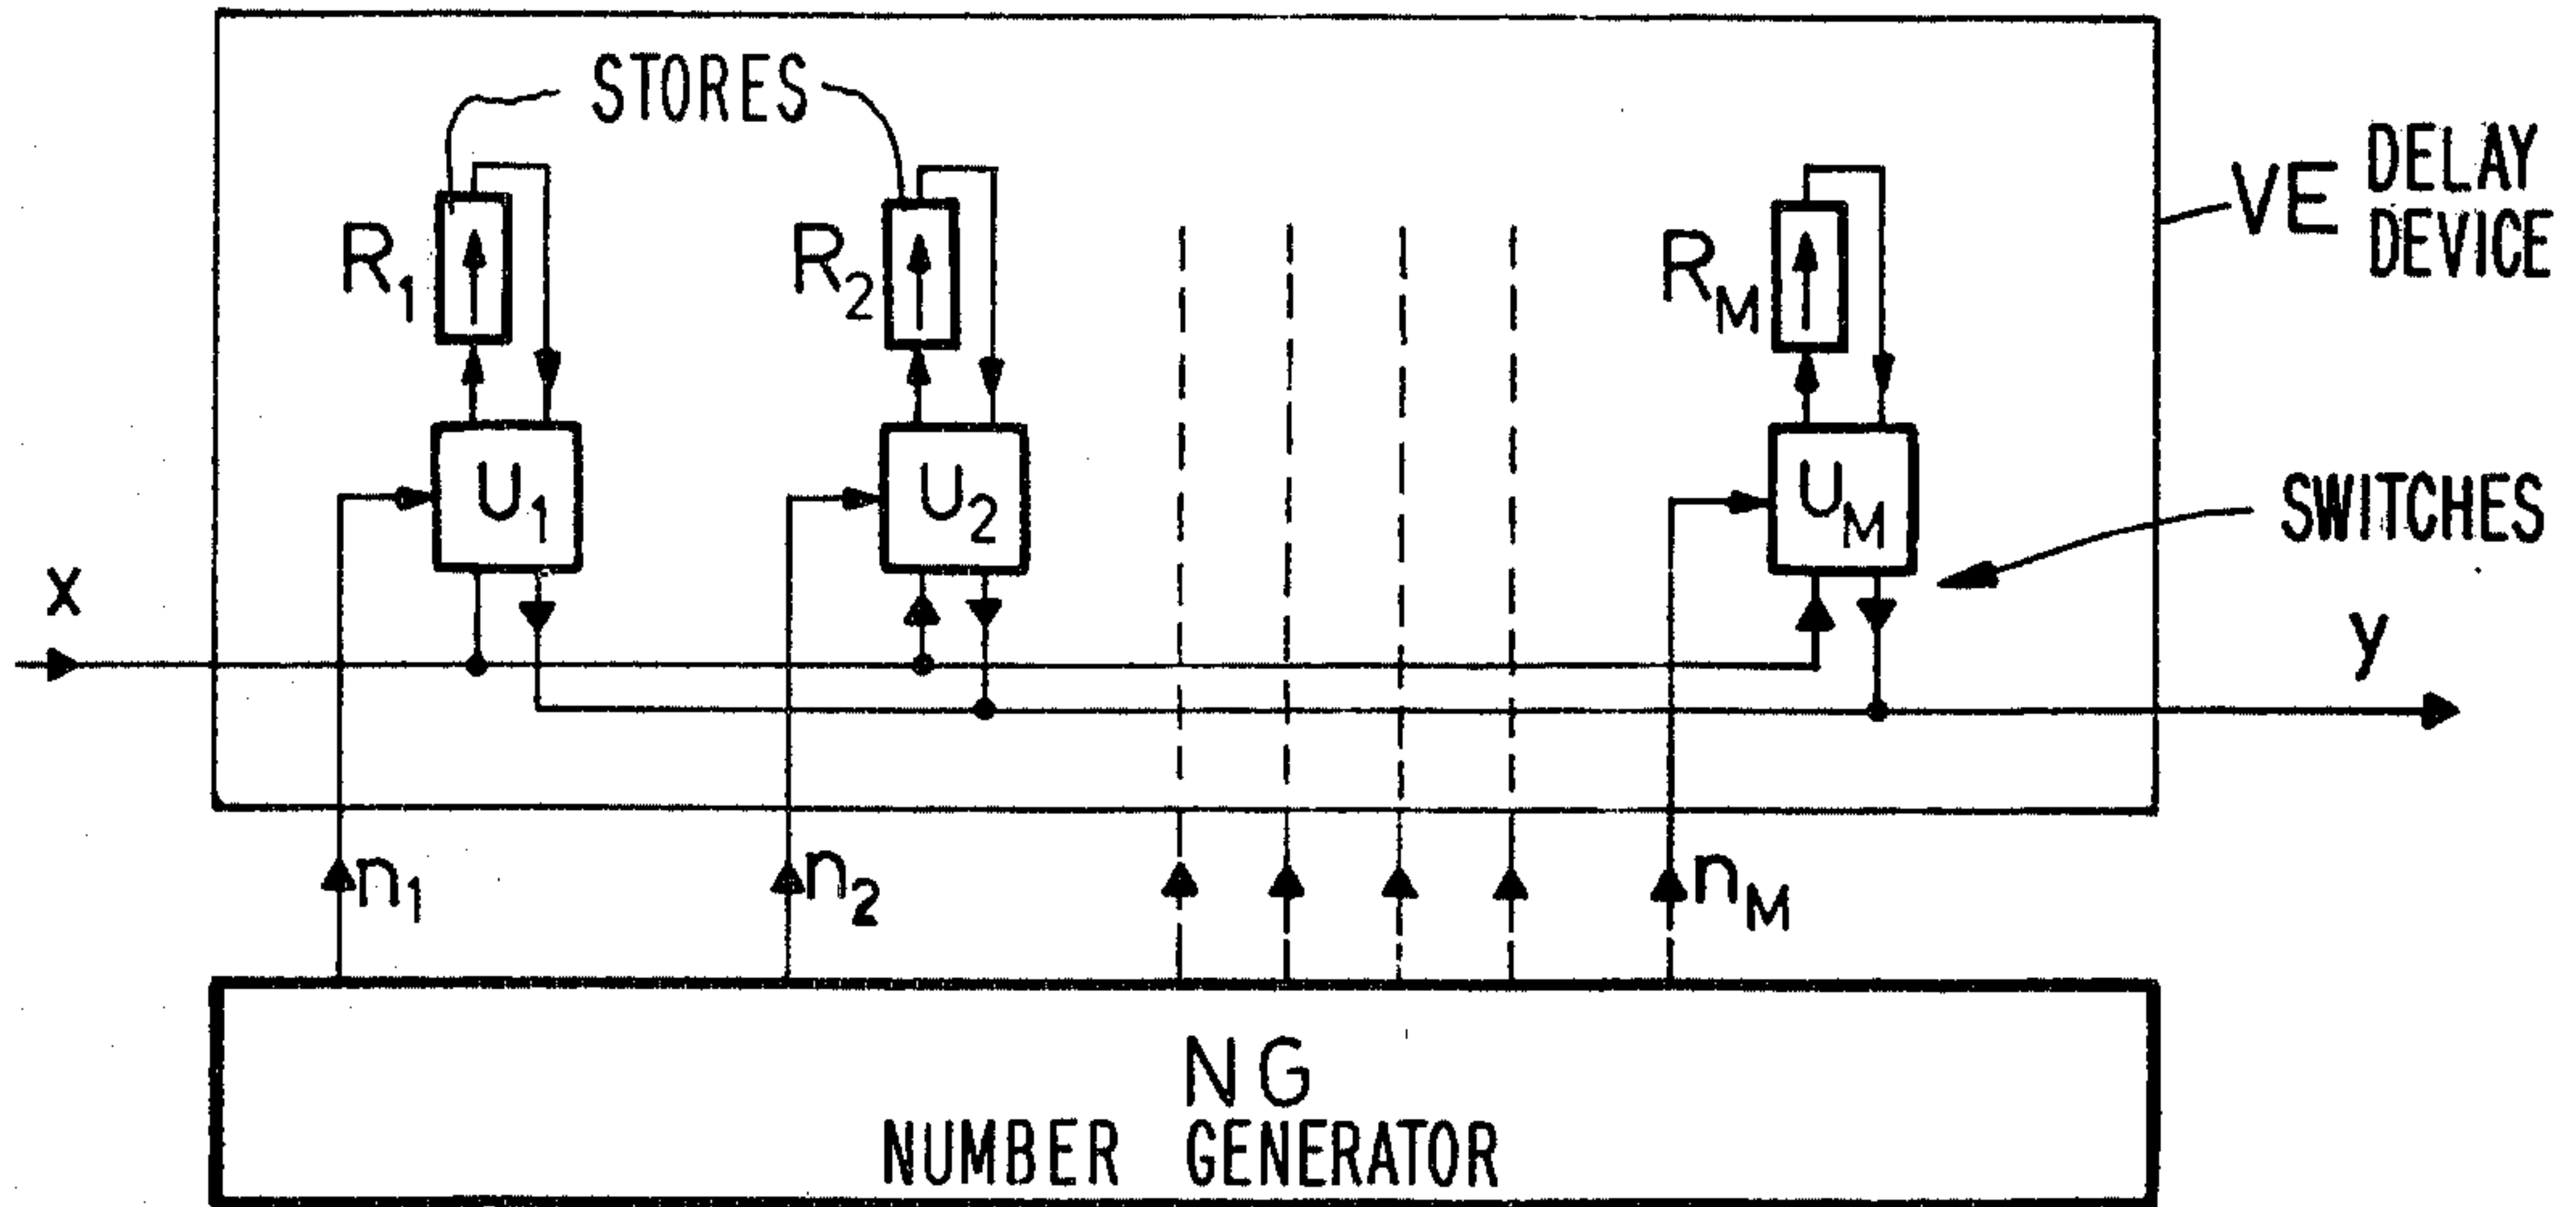 STORES
VE DELAY DEVICE
R1
R2
RM
U1
U2
UM
SWITCHES
x
y
n1
n2
nM
NG
NUMBER GENERATOR